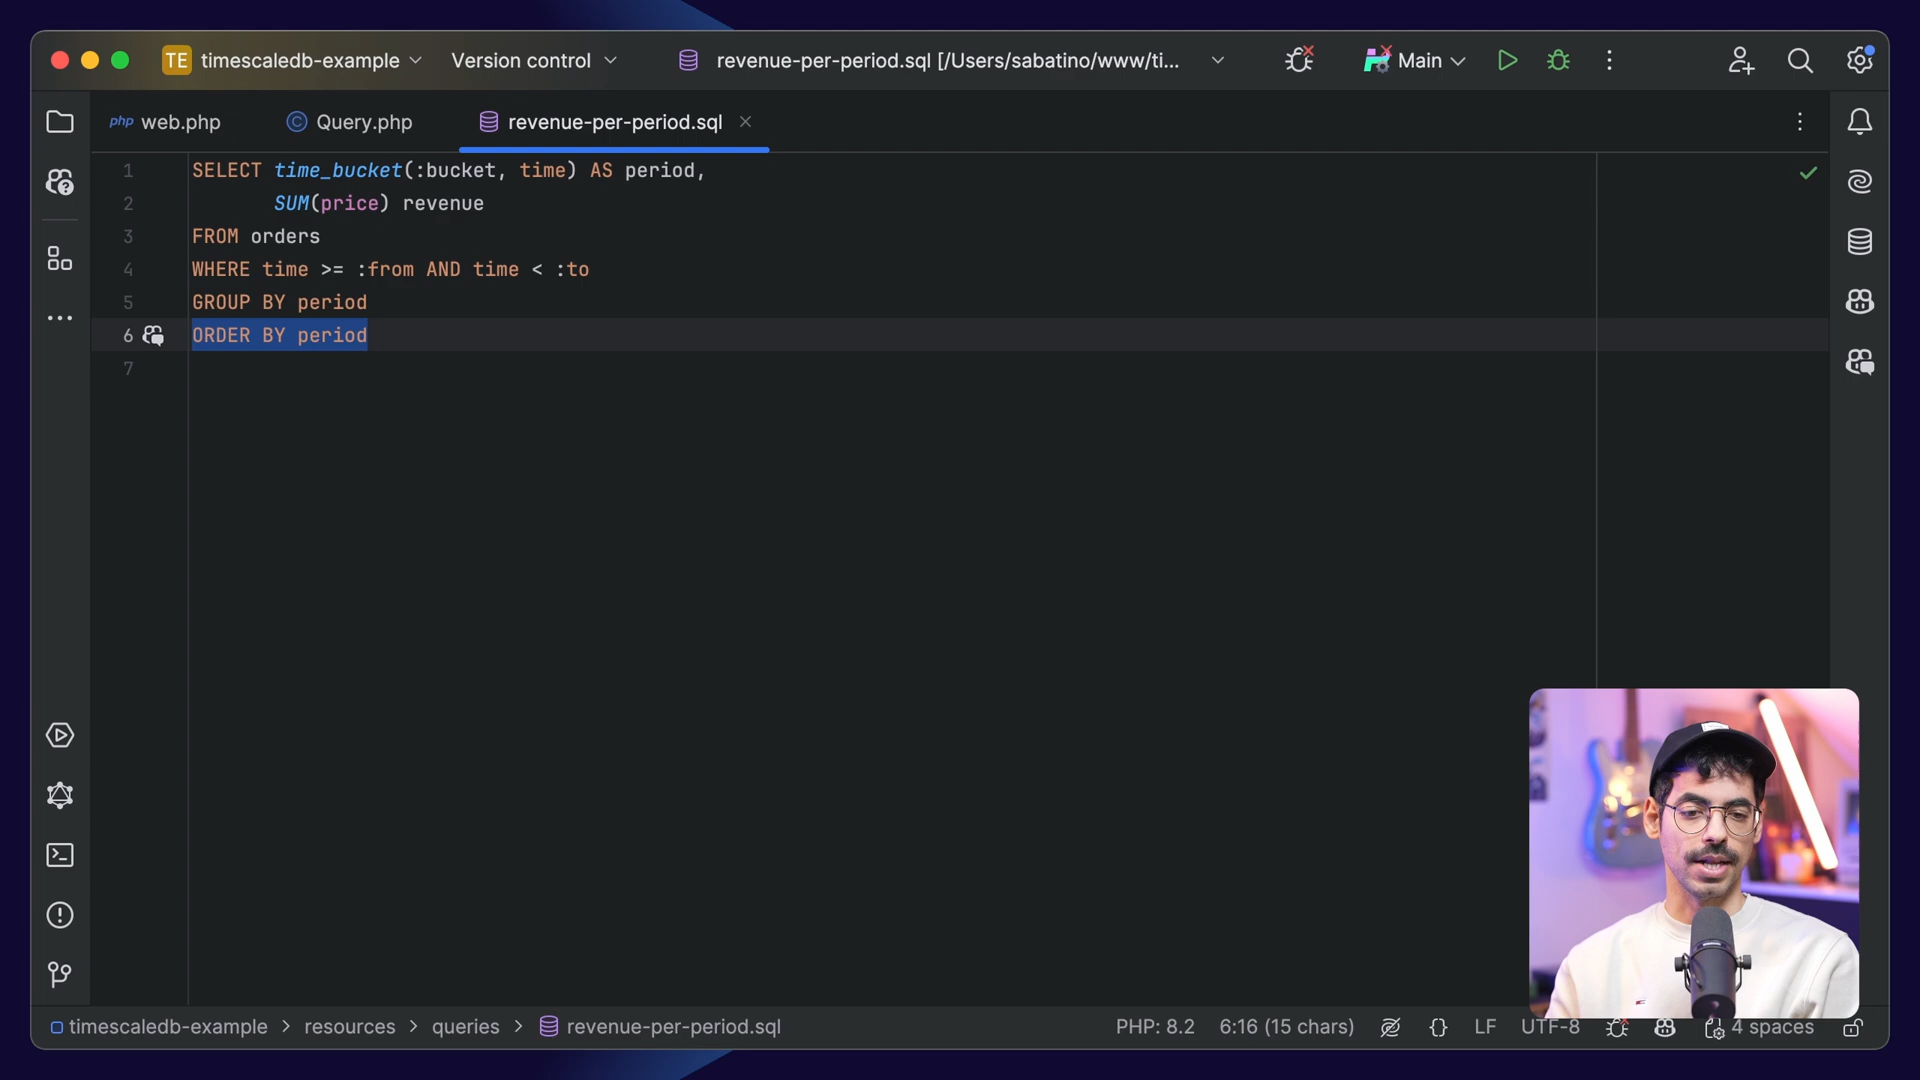 TE timescaledb-example Version control revenue-per-period.sql [/Users/sabatino/www/ti... Main
php web.php Query.php revenue-per-period.sql
1 SELECT time_bucket(:bucket, time) AS period,
2 SUM(price) revenue
3 FROM orders
4 WHERE time >= :from AND time < :to
5 GROUP BY period
6 ORDER BY period
7
timescaledb-example > resources > queries > revenue-per-period.sql PHP: 8.2 6:16 (15 chars) LF UTF-8 4 spaces